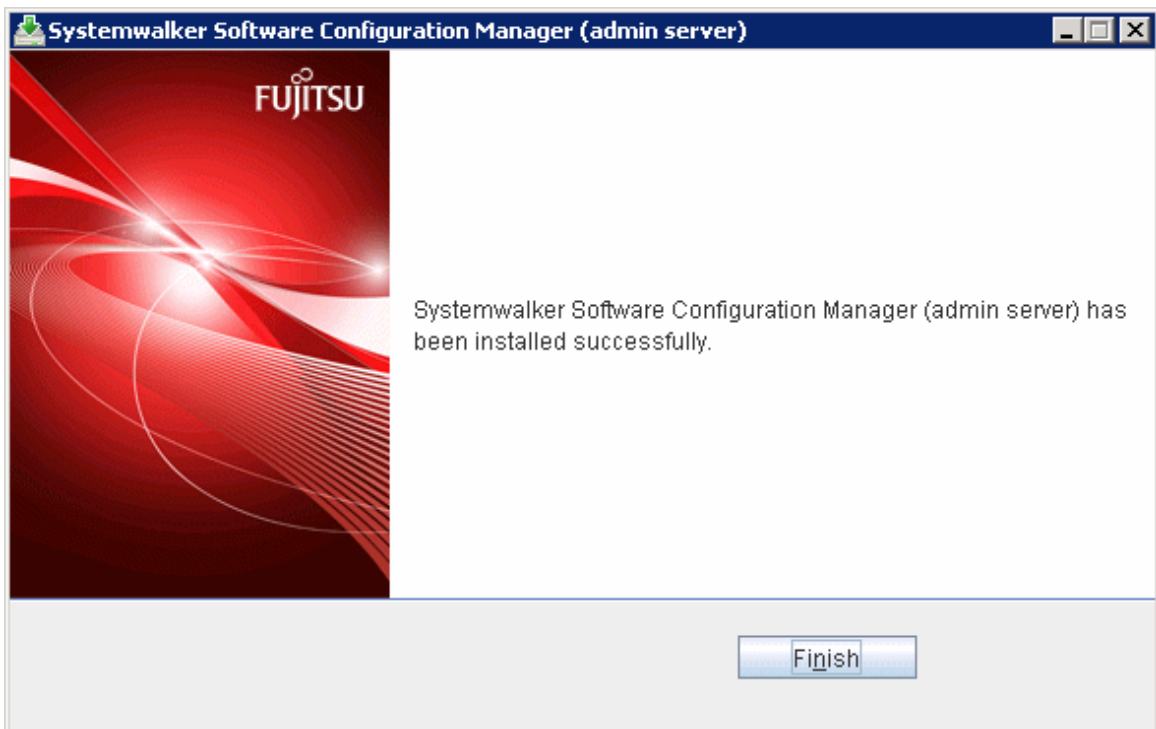 Systemwalker Software Configuration Manager (admin server)
FUJITSU
Systemwalker Software Configuration Manager (admin server) has
been installed successfully.
Finish